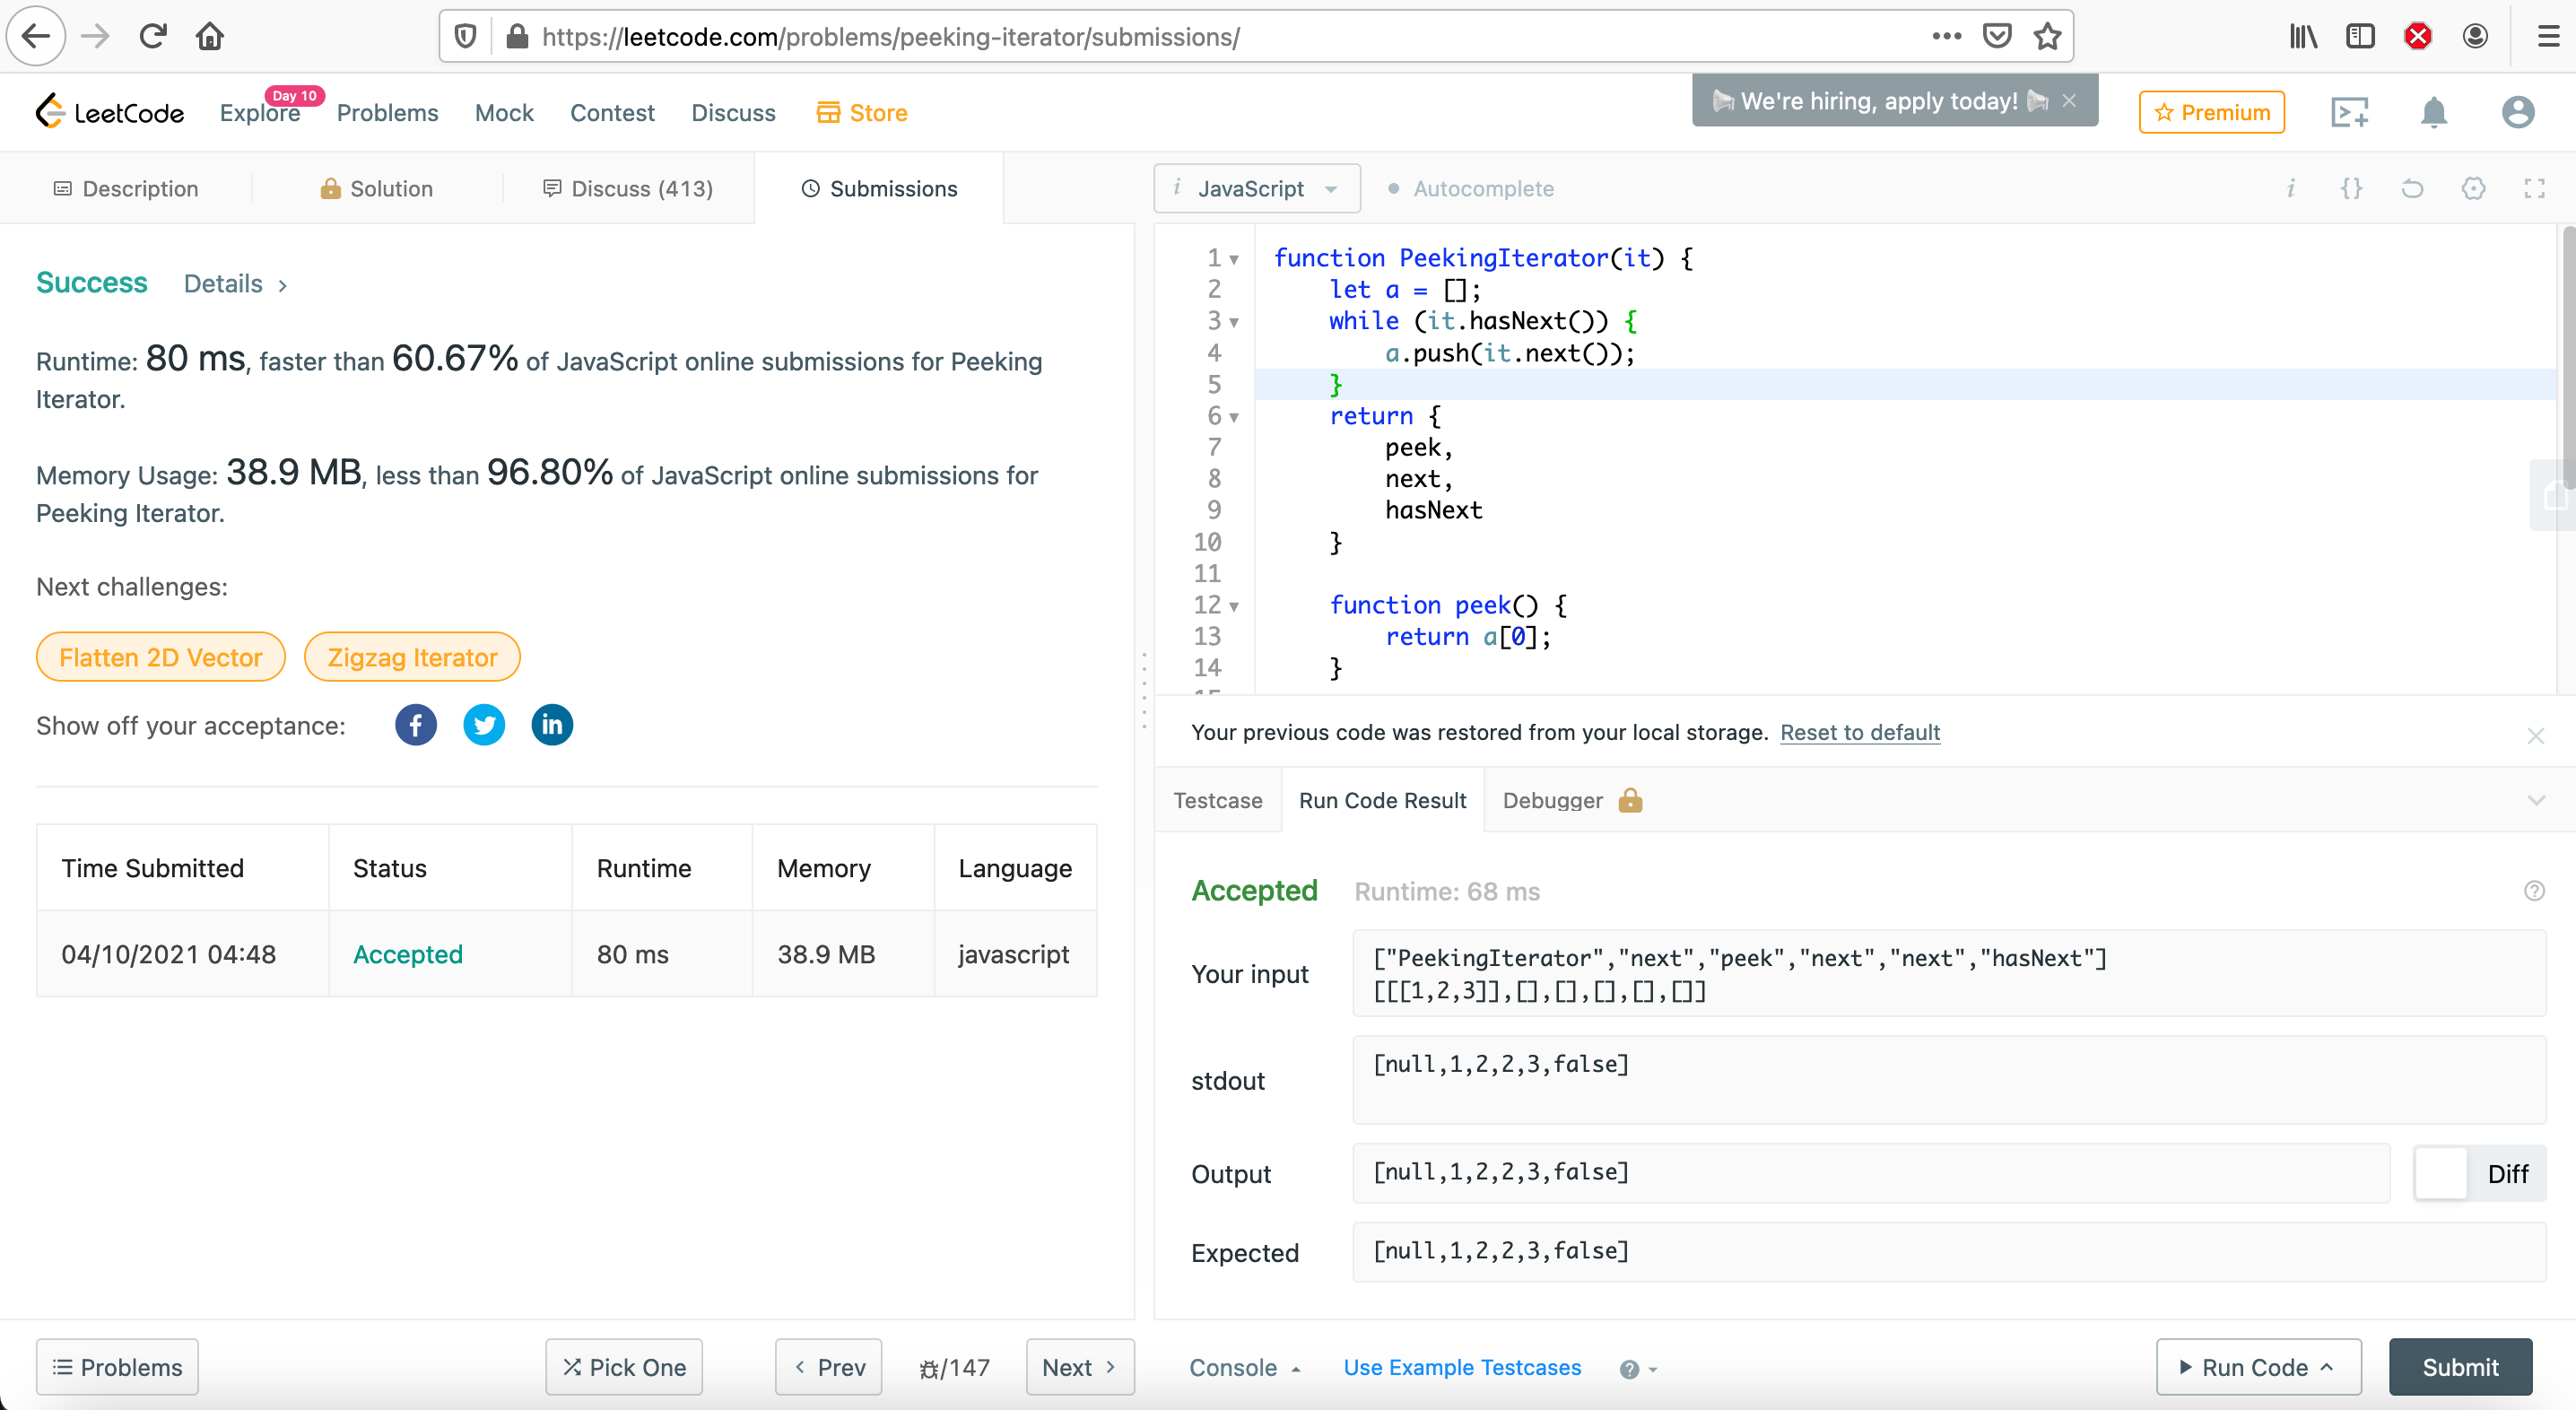 https://leetcode.com/problems/peeking-iterator/submissions/
LeetCode
Explore
Day 10
Problems
Mock
Contest
Discuss
Store
We're hiring, apply today!
Premium
Description
Solution
Discuss (413)
Submissions
i JavaScript
Autocomplete
Success Details >
Runtime: 80 ms, faster than 60.67% of JavaScript online submissions for Peeking
Iterator.
Memory Usage: 38.9 MB, less than 96.80% of JavaScript online submissions for
Peeking Iterator.
Next challenges:
Flatten 2D Vector
Zigzag Iterator
Show off your acceptance:
Time Submitted Status Runtime Memory Language
04/10/2021 04:48 Accepted 80 ms 38.9 MB javascript
1 function PeekingIterator(it) {
2 let a = [];
3 while (it.hasNext()) {
4 a.push(it.next());
5 }
6 return {
7 peek,
8 next,
9 hasNext
10 }
11
12 function peek() {
13 return a[0];
14 }
Your previous code was restored from your local storage. Reset to default
Testcase
Run Code Result
Debugger
Accepted Runtime: 68 ms
Your input
["PeekingIterator","next","peek","next","next","hasNext"]
[[[1,2,3]],[],[],[],[],[]]
stdout
[null,1,2,2,3,false]
Output
[null,1,2,2,3,false]
Diff
Expected
[null,1,2,2,3,false]
Problems
Pick One
< Prev
/147
Next >
Console
Use Example Testcases
Run Code
Submit